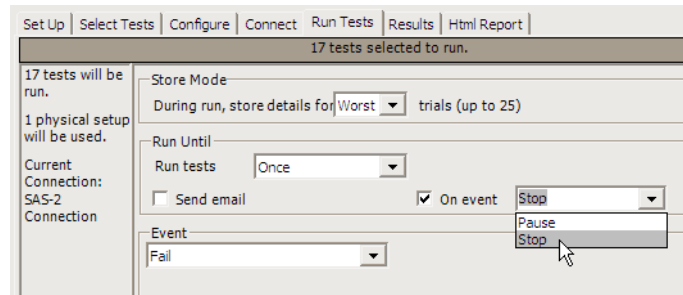 Set Up Select Tests Configure Connect Run Tests Results Html Report
17 tests selected to run.
17 tests will be
run.
1 physical setup
will be used.
Current
Connection:
SAS-2
Connection
Store Mode
During run, store details for Worst trials (up to 25)
Run Until
Run tests Once
Send email On event Stop
Pause
Stop
Event
Fail